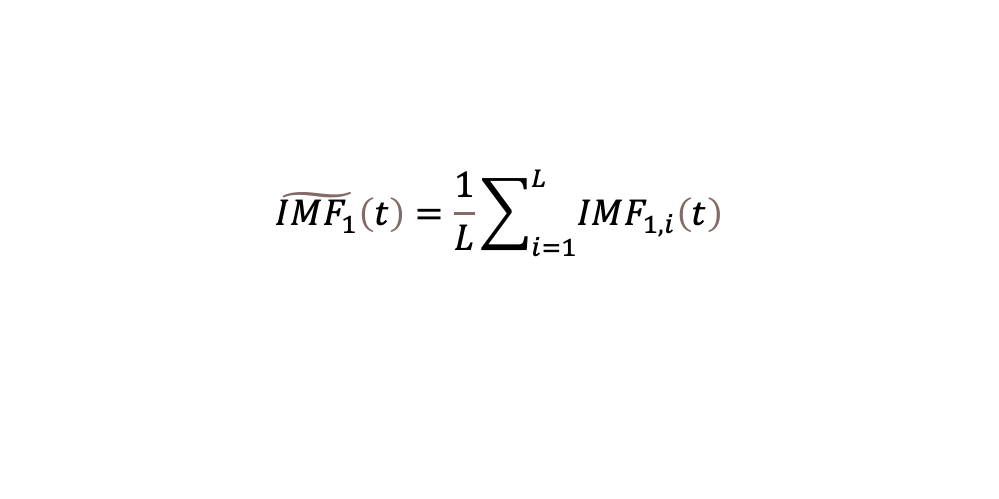 $\widetilde{IMF_1}(t) = \frac{1}{L}\sum_{i=1}^{L} IMF_{1,i}(t)$